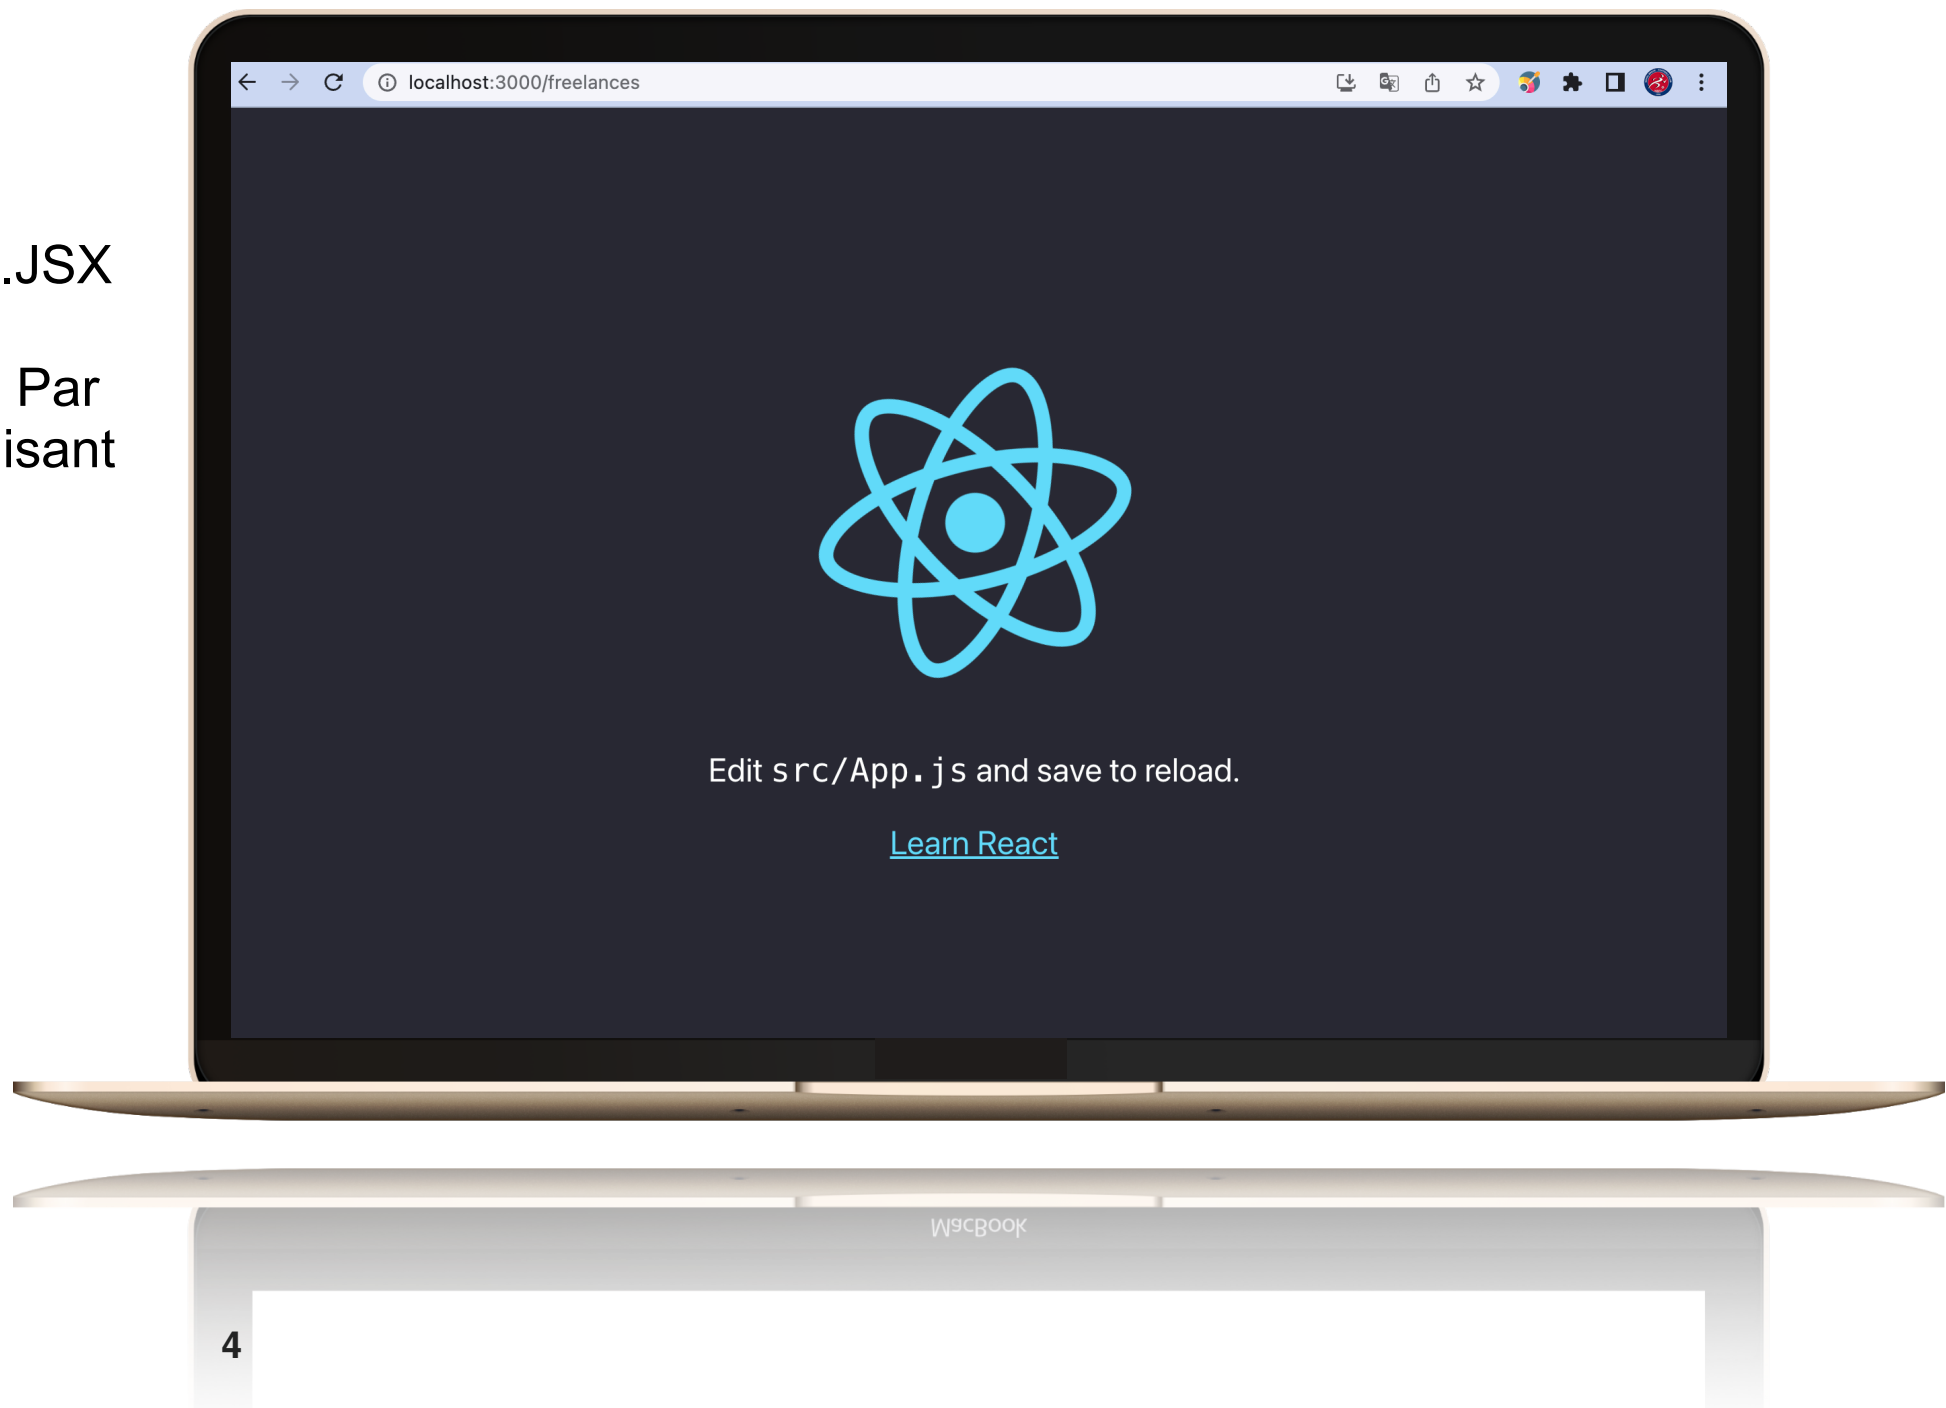 localhost:3000/freelances
.JSX
Par
isant
Edit src/App.js and save to reload.
Learn React
MacBook
4